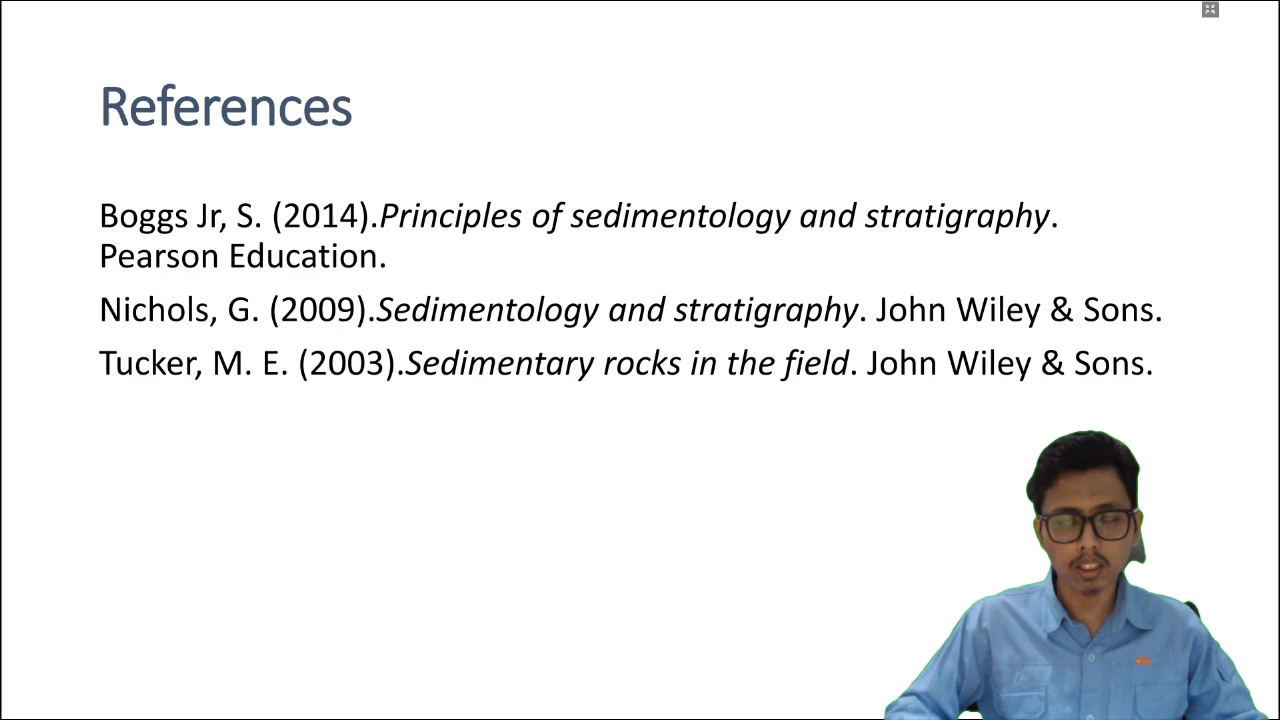 References
Boggs Jr, S. (2014).Principles of sedimentology and stratigraphy.
Pearson Education.
Nichols, G. (2009).Sedimentology and stratigraphy. John Wiley & Sons.
Tucker, M. E. (2003).Sedimentary rocks in the field. John Wiley & Sons.